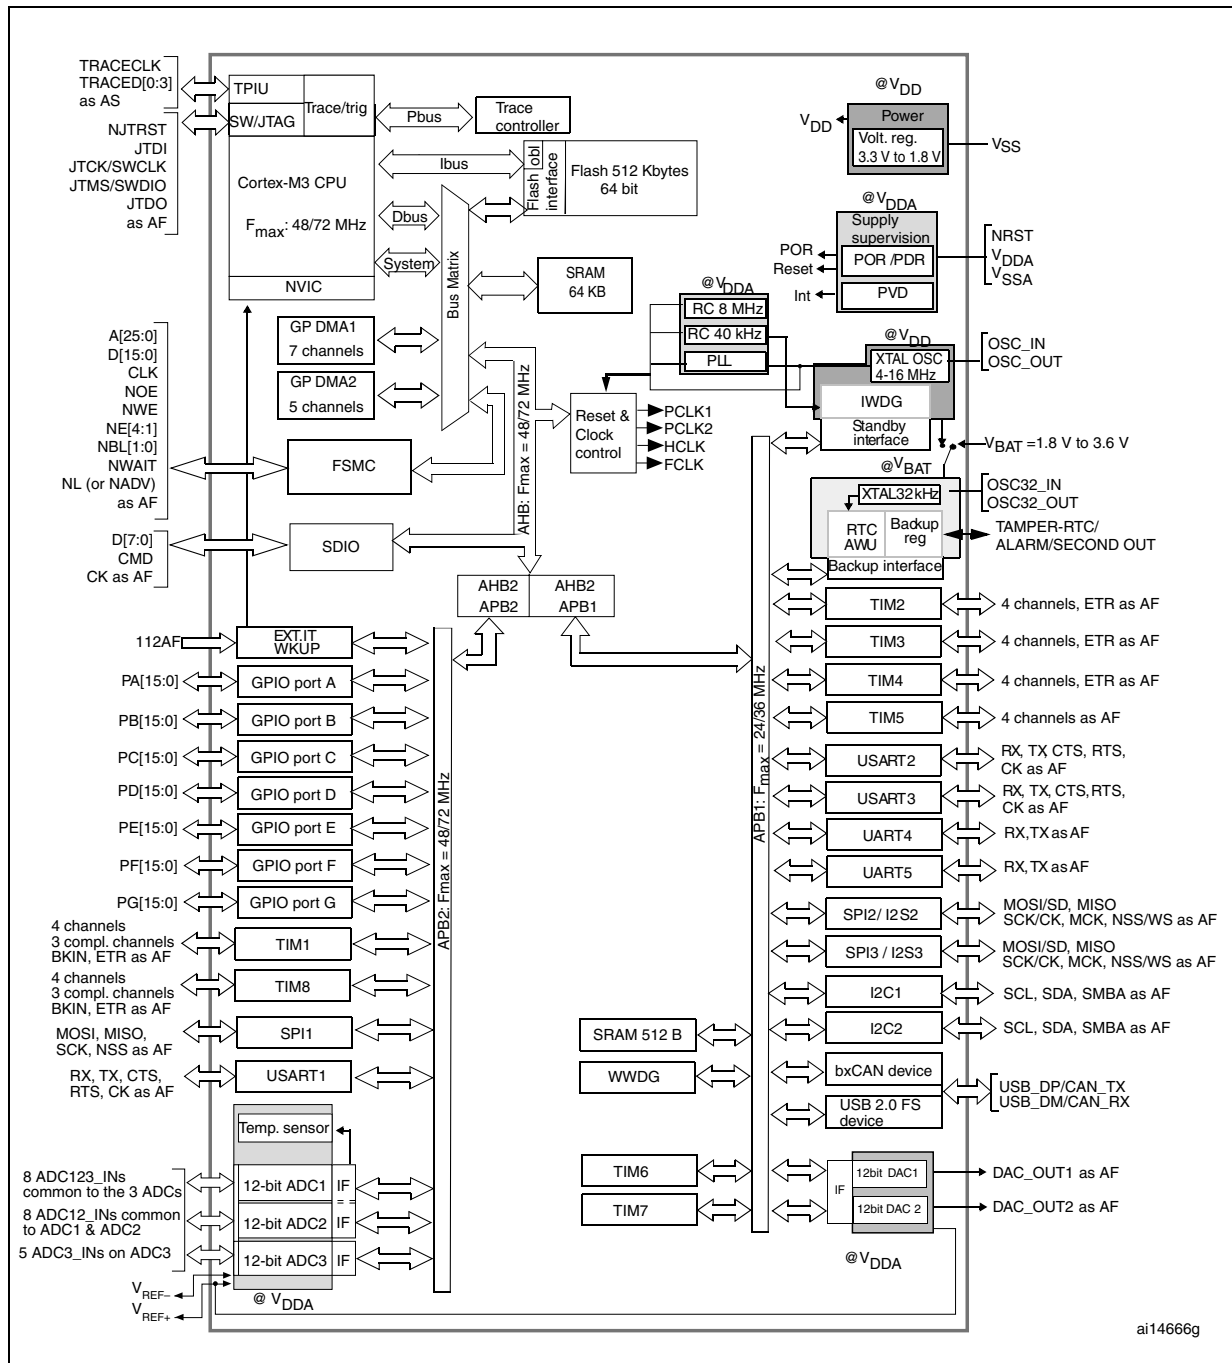 TRACECLK
TRACED[0:3]
as AS
NJTRST
JTDI
JTCK/SWCLK
JTMS/SWDIO
JTDO
as AF
TPIU
Trace/trig
SW/JTAG
Cortex-M3 CPU
Fmax: 48/72 MHz
NVIC
Pbus
Trace
controller
Ibus
Dbus
System
Flash obl
interface
Flash 512 Kbytes
64 bit
Bus Matrix
SRAM
64 KB
GP DMA1
7 channels
GP DMA2
5 channels
@VDD
VDD
Power
Volt. reg.
3.3 V to 1.8 V
VSS
@VDDA
Supply
supervision
POR
Reset
POR /PDR
Int
PVD
NRST
VDDA
VSSA
@VDDA
RC 8 MHz
RC 40 kHz
PLL
@VDD
XTAL OSC
4-16 MHz
OSC_IN
OSC_OUT
IWDG
Standby
interface
VBAT =1.8 V to 3.6 V
Reset &
Clock
control
PCLK1
PCLK2
HCLK
FCLK
@VBAT
XTAL32kHz
OSC32_IN
OSC32_OUT
RTC
AWU
Backup
reg
TAMPER-RTC/
ALARM/SECOND OUT
Backup interface
A[25:0]
D[15:0]
CLK
NOE
NWE
NE[4:1]
NBL[1:0]
NWAIT
NL (or NADV)
as AF
FSMC
AHB: Fmax = 48/72 MHz
D[7:0]
CMD
CK as AF
SDIO
AHB2
APB2
AHB2
APB1
112AF
EXT.IT
WKUP
PA[15:0]
GPIO port A
PB[15:0]
GPIO port B
PC[15:0]
GPIO port C
PD[15:0]
GPIO port D
PE[15:0]
GPIO port E
PF[15:0]
GPIO port F
PG[15:0]
GPIO port G
4 channels
3 compl. channels
BKIN, ETR as AF
TIM1
4 channels
3 compl. channels
BKIN, ETR as AF
TIM8
MOSI, MISO,
SCK, NSS as AF
SPI1
RX, TX, CTS,
RTS, CK as AF
USART1
APB2: Fmax = 48/72 MHz
Temp. sensor
8 ADC123_INs
common to the 3 ADCs
12-bit ADC1
IF
8 ADC12_INs common
to ADC1 & ADC2
12-bit ADC2
IF
5 ADC3_INs on ADC3
12-bit ADC3
IF
VREF–
VREF+
@ VDDA
APB1: Fmax = 24/36 MHz
TIM2
4 channels, ETR as AF
TIM3
4 channels, ETR as AF
TIM4
4 channels, ETR as AF
TIM5
4 channels as AF
USART2
RX, TX, CTS, RTS,
CK as AF
USART3
RX, TX, CTS, RTS,
CK as AF
UART4
RX,TX as AF
UART5
RX, TX as AF
SPI2/ I2S2
MOSI/SD, MISO
SCK/CK, MCK, NSS/WS as AF
SPI3 / I2S3
MOSI/SD, MISO
SCK/CK, MCK, NSS/WS as AF
I2C1
SCL, SDA, SMBA as AF
I2C2
SCL, SDA, SMBA as AF
SRAM 512 B
WWDG
bxCAN device
USB 2.0 FS
device
USB_DP/CAN_TX
USB_DM/CAN_RX
TIM6
TIM7
IF
12bit DAC1
DAC_OUT1 as AF
12bit DAC 2
DAC_OUT2 as AF
@VDDA
ai14666g